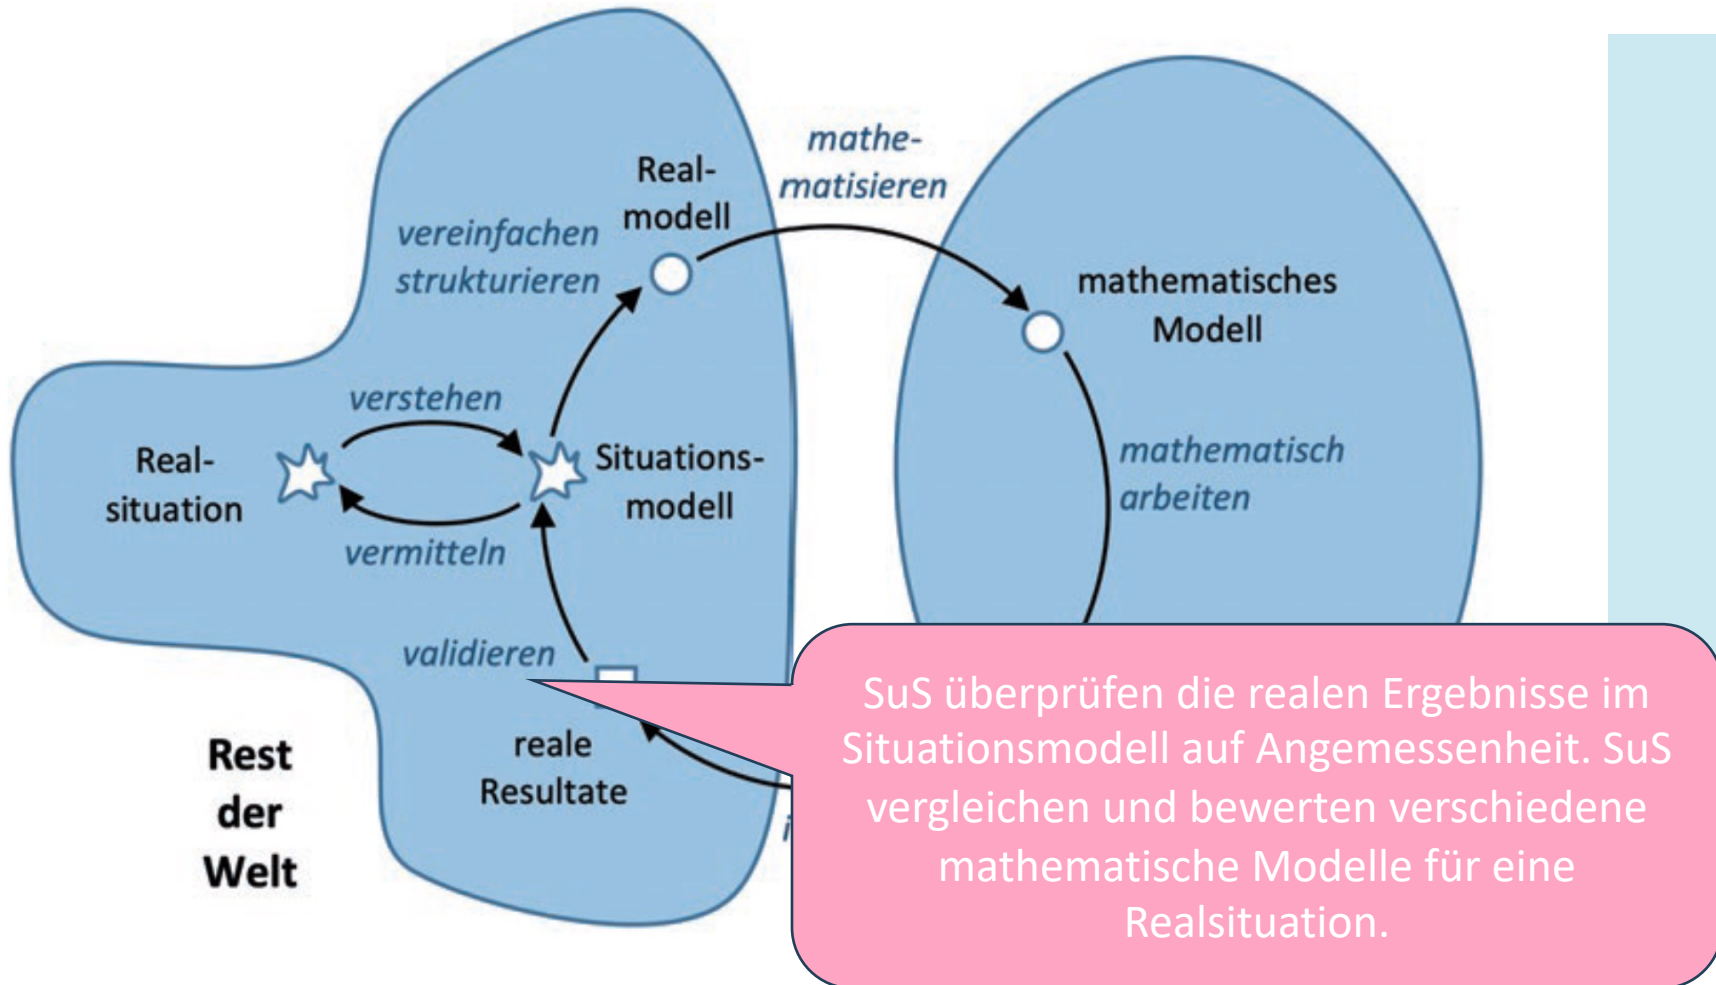 mathe-
matisieren
Real-
modell
vereinfachen
strukturieren
mathematisches
Modell
verstehen
Real-
situation
Situations-
modell
mathematisch
arbeiten
vermitteln
validieren
reale
Resultate
Rest
der
Welt
SuS überprüfen die realen Ergebnisse im
Situationsmodell auf Angemessenheit. SuS
vergleichen und bewerten verschiedene
mathematische Modelle für eine
Realsituation.